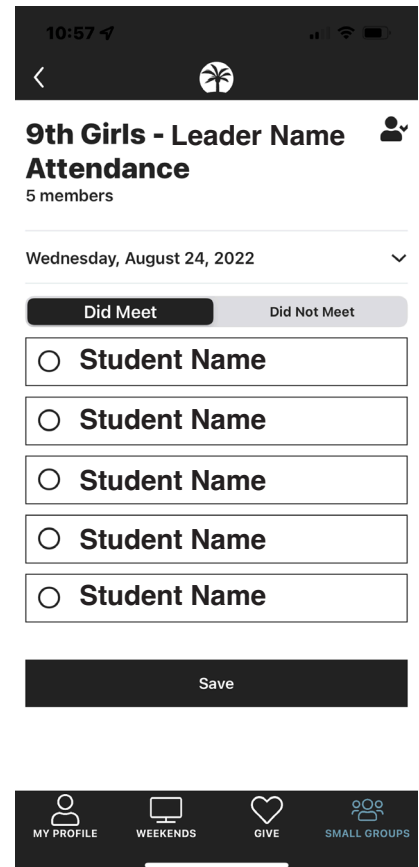 10:57
9th Girls - Leader Name
Attendance
5 members
Wednesday, August 24, 2022
Did Meet Did Not Meet
Student Name
Student Name
Student Name
Student Name
Student Name
Save
MY PROFILE WEEKENDS GIVE SMALL GROUPS